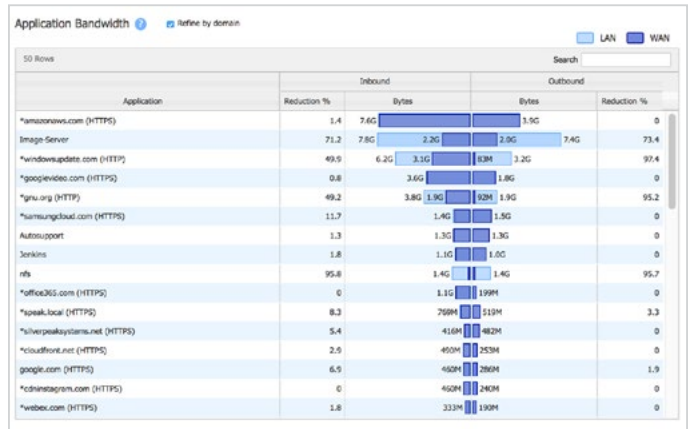 Application Bandwidth ? Refine by domain
LAN WAN
50 Rows Search
Inbound Outbound
Application Reduction % Bytes Bytes Reduction %
*amazonaws.com (HTTPS) 1.4 7.6G 3.9G 0
Image-Server 71.2 7.8G 2.2G 2.0G 7.4G 73.4
*windowsupdate.com (HTTP) 49.9 6.2G 3.1G 83M 3.2G 97.4
*googlevideo.com (HTTPS) 0.8 3.6G 1.8G 0
*gnu.org (HTTP) 49.2 3.8G 1.9G 92M 1.9G 95.2
*samsungcloud.com (HTTPS) 11.7 1.4G 1.5G 0
Autosupport 1.3 1.3G 1.3G 0
Jenkins 1.8 1.1G 1.0G 0
nfs 95.8 1.4G 1.4G 95.7
*office365.com (HTTPS) 0 1.1G 199M 0
*speak.local (HTTPS) 8.3 769M 519M 3.3
*silverpeaksystems.net (HTTPS) 5.4 416M 482M 0
*cloudfront.net (HTTPS) 2.9 490M 253M 0
google.com (HTTPS) 6.9 460M 286M 1.9
*cdninstagram.com (HTTPS) 0 460M 240M 0
*webex.com (HTTPS) 1.8 333M 190M 0